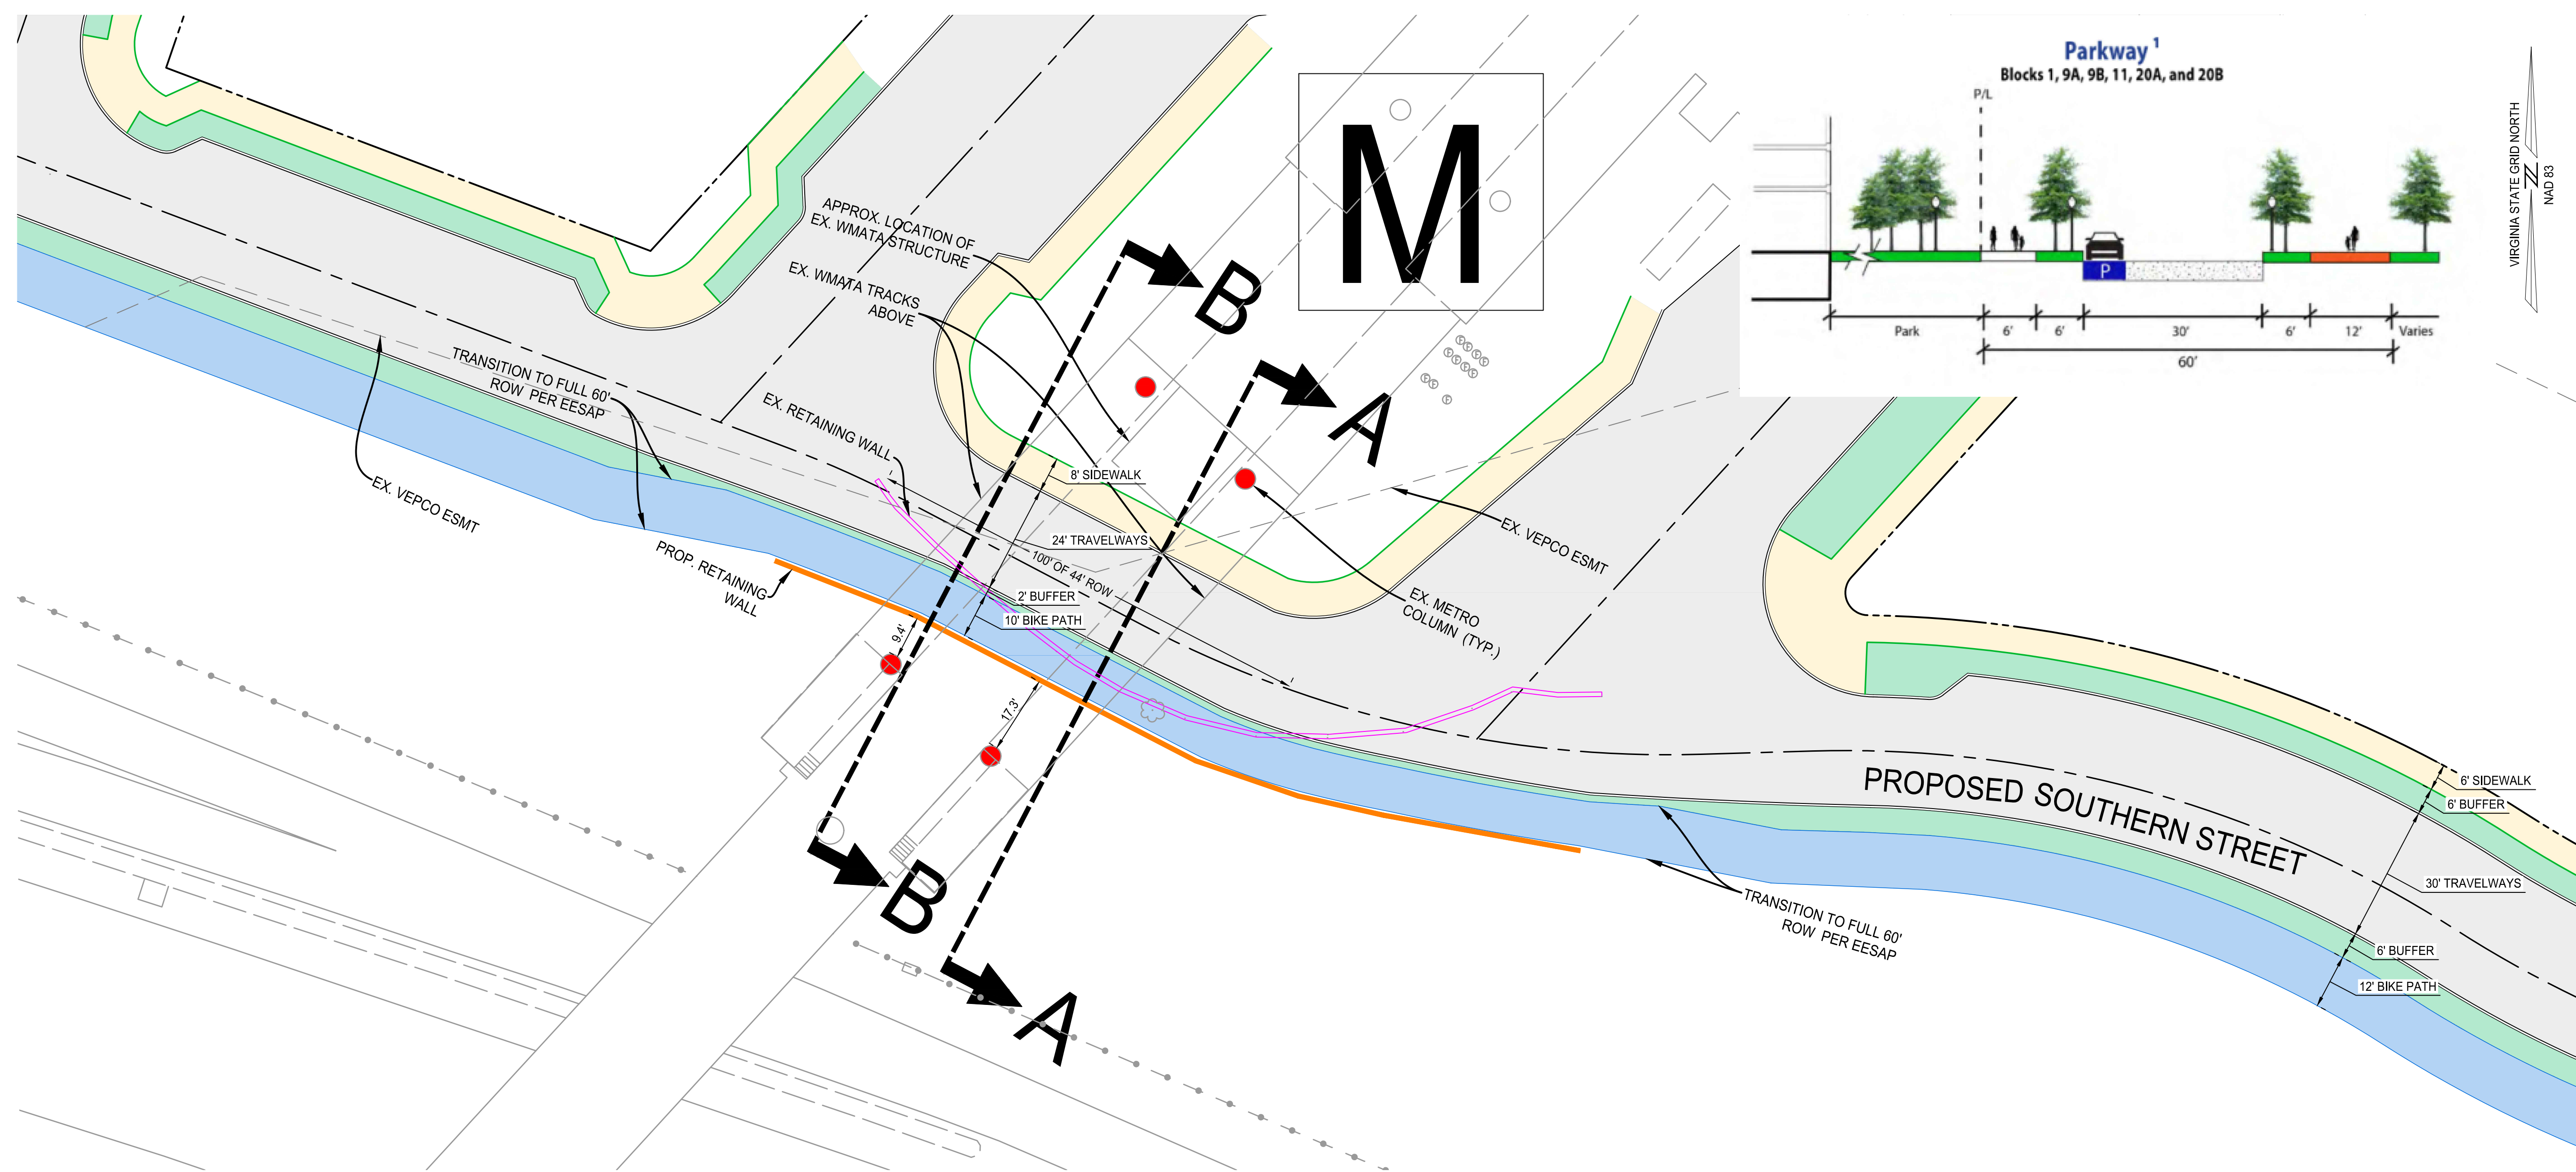 Parkway 1
Blocks 1, 9A, 9B, 11, 20A, and 20B
P/L
P
Park
6'
6'
30'
6'
12'
Varies
60'
VIRGINIA STATE GRID NORTH
NAD 83
M
APPROX. LOCATION OF
EX. WMATA STRUCTURE
EX. WMATA TRACKS
ABOVE
B
A
TRANSITION TO FULL 60'
ROW PER EESAP
EX. RETAINING WALL
EX. VEPCO ESMT
8' SIDEWALK
24' TRAVELWAYS
100' OF 44' ROW
2' BUFFER
10' BIKE PATH
EX. VEPCO ESMT
EX. METRO
COLUMN (TYP.)
PROP. RETAINING
WALL
9.4'
17.3'
B
A
PROPOSED SOUTHERN STREET
TRANSITION TO FULL 60'
ROW PER EESAP
6' SIDEWALK
6' BUFFER
30' TRAVELWAYS
6' BUFFER
12' BIKE PATH